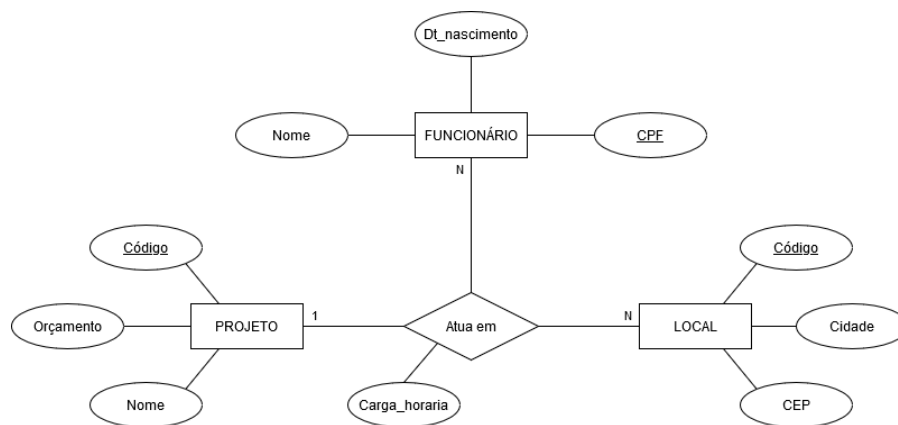 Dt_nascimento
Nome
FUNCIONÁRIO
CPF
N
Código
Código
Orçamento
PROJETO
1
Atua em
N
LOCAL
Cidade
Nome
Carga_horaria
CEP